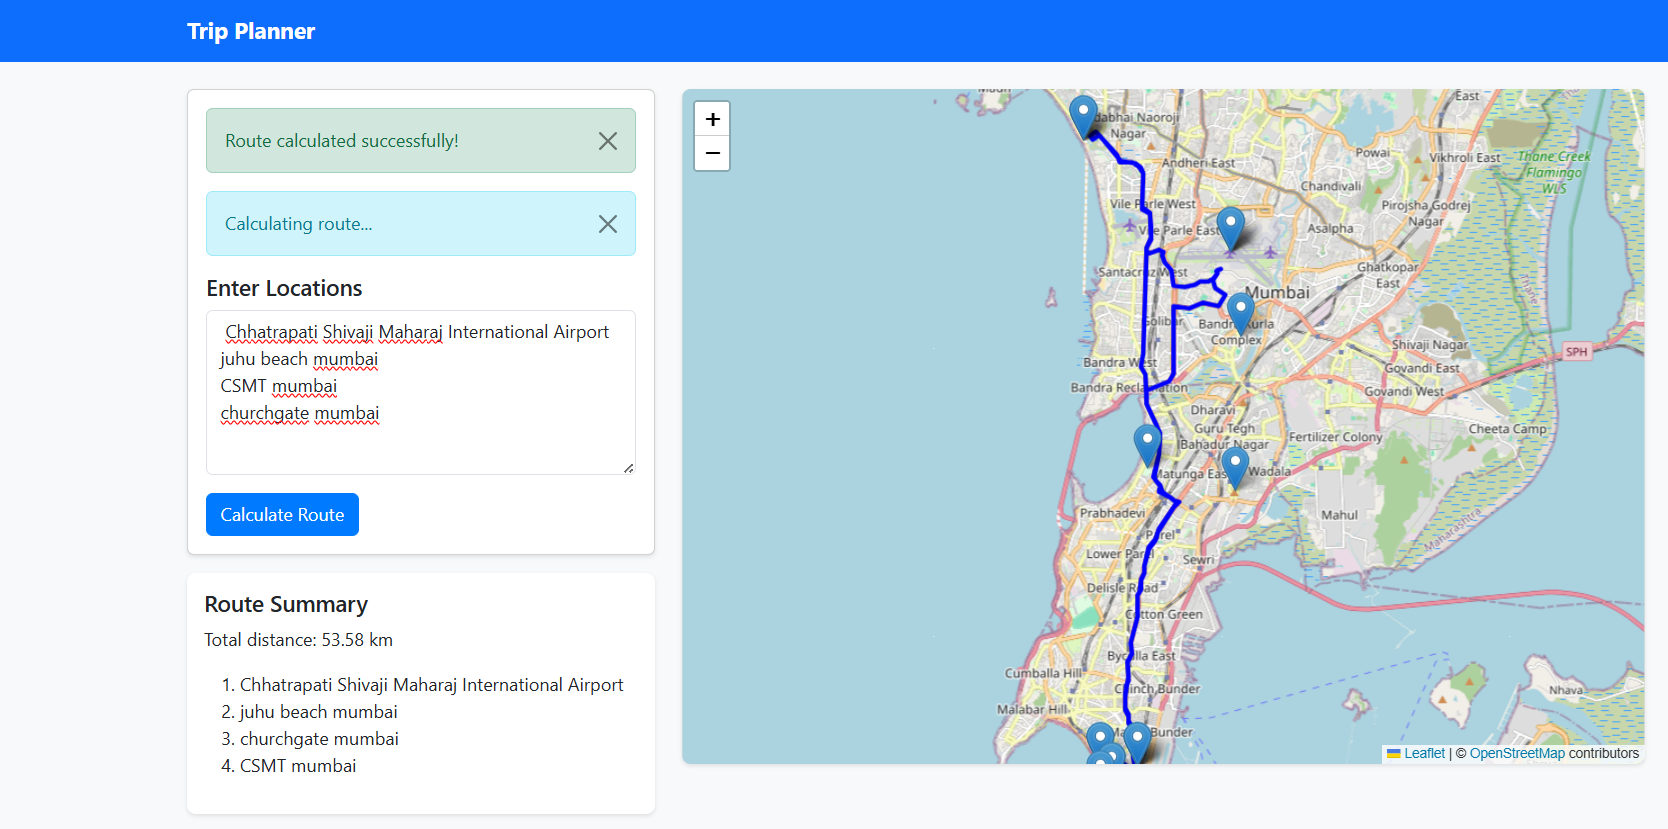 Trip Planner
Route calculated successfully!
Calculating route...
Enter Locations
Chhatrapati Shivaji Maharaj International Airport
juhu beach mumbai
CSMT mumbai
churchgate mumbai
Calculate Route
Route Summary
Total distance: 53.58 km
1. Chhatrapati Shivaji Maharaj International Airport
2. juhu beach mumbai
3. churchgate mumbai
4. CSMT mumbai
+
−
East
dabhai Naoroji
Nagar
Andheri East
Powai
Vikhroli East
Thane Creek
Flamingo
WLS
Chandivali
Vile Parle West
Pirojsha Godrej
Nagar
Vile Parle East
Asalpha
Santacruz West
Ghatkopar
East
Thane
Mumbai
Golibar
Bandra Kurla
Complex
Shivaji Nagar
SPH
Bandra West
Govandi East
Bandra Reclamation
Govandi West
Dharavi
Guru Tegh
Bahadur Nagar
Fertilizer Colony
Cheeta Camp
Matunga East
Wadala
Prabhadevi
Mahul
Maharashtra
Parel
Lower Parel
Sewri
Delisle Road
Cotton Green
Byculla East
Cumballa Hill
Chinch Bunder
Malabar Hill
Nhava
Bunder
Leaflet | © OpenStreetMap contributors